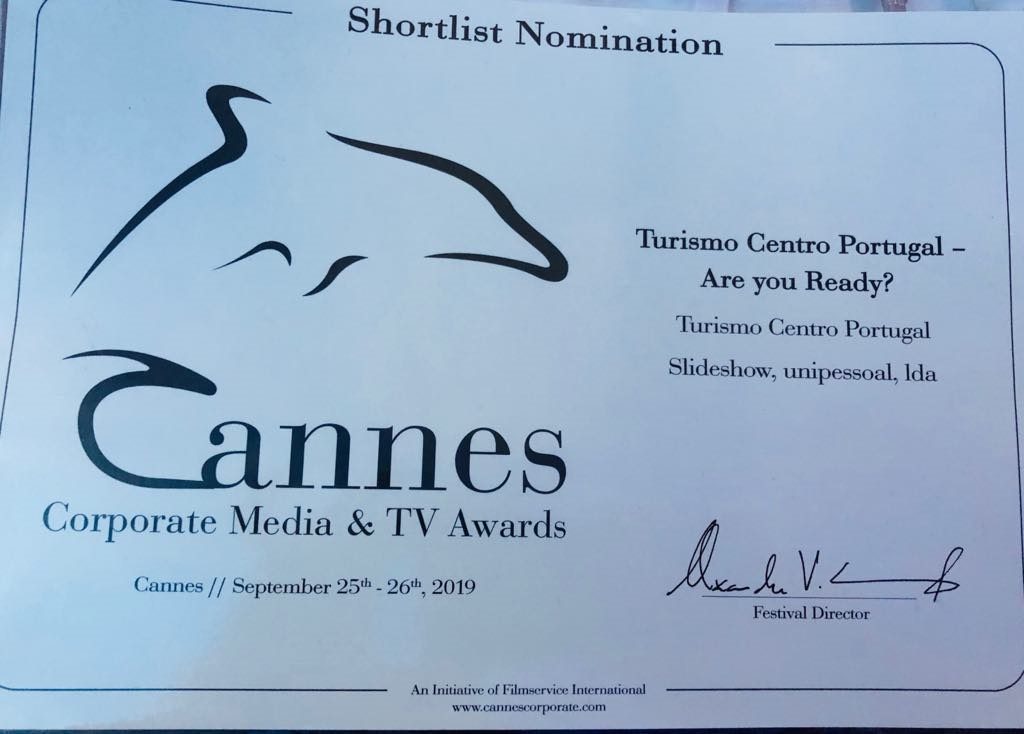 Shortlist Nomination
Turismo Centro Portugal –
Are you Ready?
Turismo Centro Portugal
Slideshow, unipessoal, lda
Cannes
Corporate Media & TV Awards
Cannes // September 25th - 26th, 2019
Festival Director
An Initiative of Filmservice International
www.cannescorporate.com